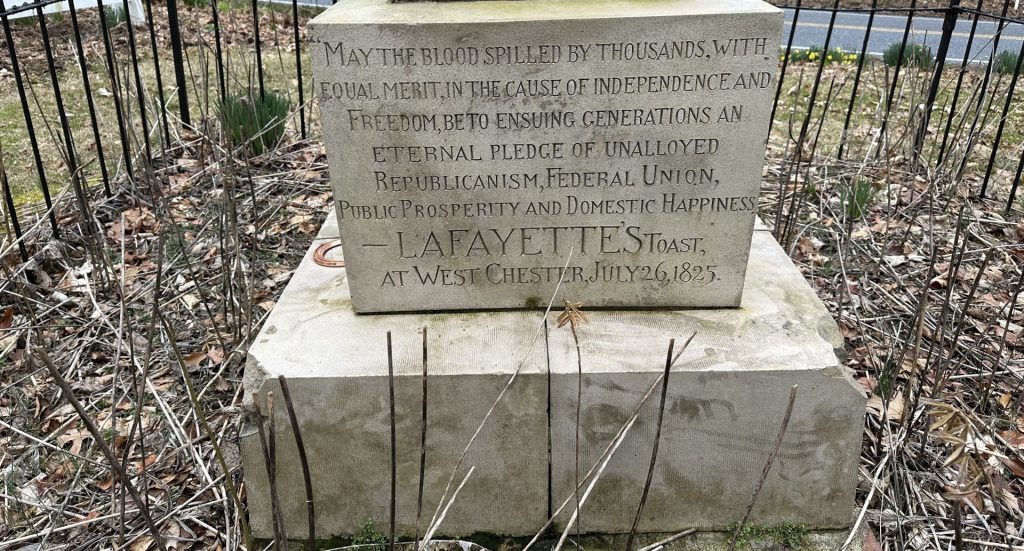 "MAY THE BLOOD SPILLED BY THOUSANDS, WITH
EQUAL MERIT, IN THE CAUSE OF INDEPENDENCE AND
FREEDOM, BE TO ENSUING GENERATIONS AN
ETERNAL PLEDGE OF UNALLOYED
REPUBLICANISM, FEDERAL UNION,
PUBLIC PROSPERITY AND DOMESTIC HAPPINESS
— LAFAYETTE'S TOAST,
AT WEST CHESTER, JULY 26, 1825.